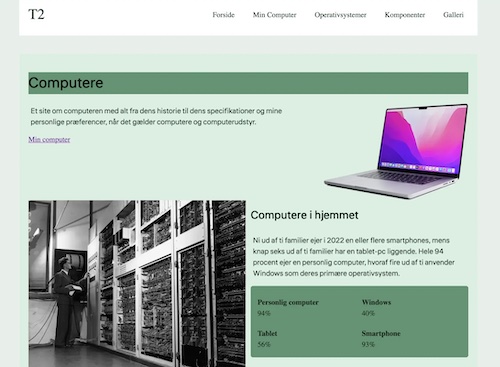 T2
Forside Min Computer Operativsystemer Komponenter Galleri
Computere
Et site om computeren med alt fra dens historie til dens specifikationer og mine
personlige præferencer, når det gælder computere og computerudstyr.
Min computer
Computere i hjemmet
Ni ud af ti familier ejer i 2022 en eller flere smartphones, mens
knap seks ud af ti familier har en tablet-pc liggende. Hele 94
procent ejer en personlig computer, hvoraf fire ud af ti anvender
Windows som deres primære operativsystem.
Personlig computer Windows
94% 40%
Tablet Smartphone
56% 93%